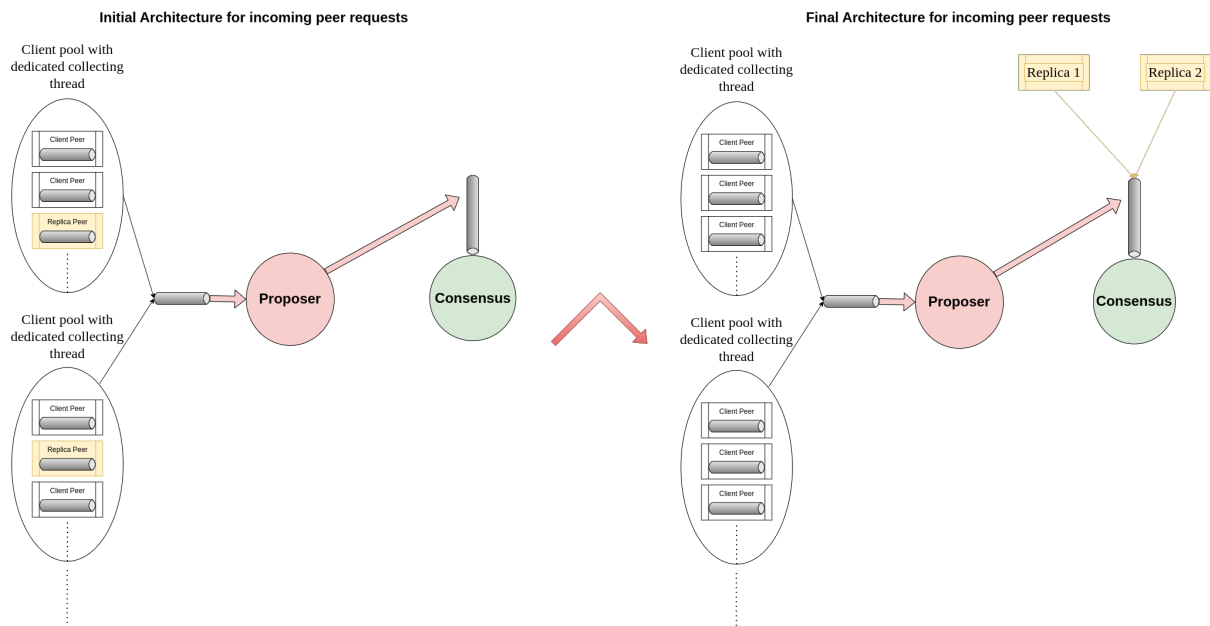 Initial Architecture for incoming peer requests
Client pool with
dedicated collecting
thread
Client Peer
Client Peer
Replica Peer
Proposer
Consensus
Client pool with
dedicated collecting
thread
Client Peer
Replica Peer
Client Peer
Final Architecture for incoming peer requests
Client pool with
dedicated collecting
thread
Client Peer
Client Peer
Client Peer
Replica 1
Replica 2
Proposer
Consensus
Client pool with
dedicated collecting
thread
Client Peer
Client Peer
Client Peer